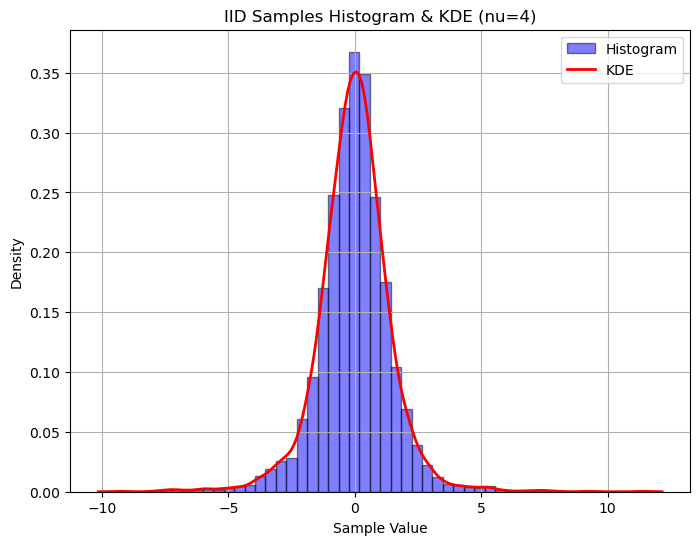 IID Samples Histogram & KDE (nu=4)
Histogram
KDE
0.35
0.30
0.25
0.20
0.15
0.10
0.05
0.00
Density
−10
−5
0
5
10
Sample Value